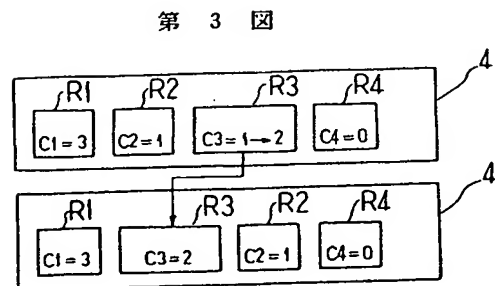 第 3 図
R1 R2 R3 R4 4
C1=3 C2=1 C3=1→2 C4=0
R1 R3 R2 R4 4
C1=3 C3=2 C2=1 C4=0